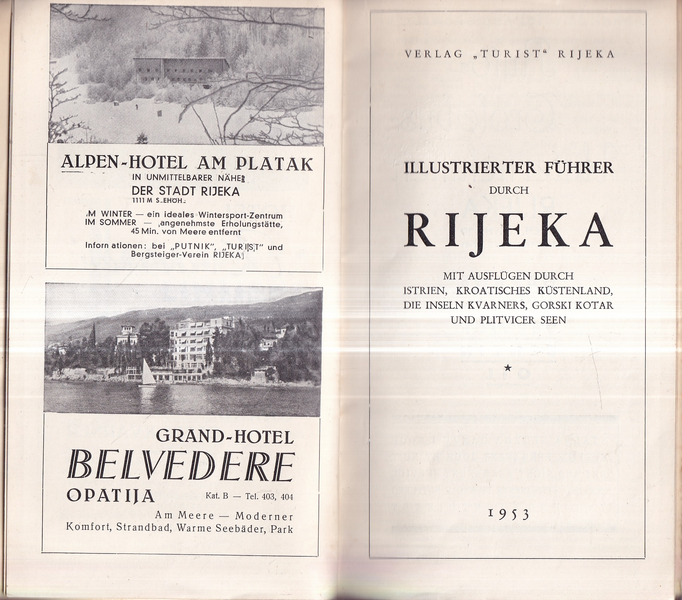 ALPEN-HOTEL AM PLATAK
IN UNMITTELBARER NÄHE
DER STADT RIJEKA
1111 M S.EHÖH.
.M WINTER — ein ideales Wintersport-Zentrum
IM SOMMER — ,angenehmste Erholungstätte,
45 Min. von Meere entfernt
Inforn ationen: bei „PUTNIK", „TURIST" und
Bergsteiger-Verein RIJEKA
GRAND-HOTEL
BELVEDERE
OPATIJA Kat. B — Tel. 403, 404
Am Meere — Moderner
Komfort, Strandbad, Warme Seebäder, Park
VERLAG „TURIST“ RIJEKA
ILLUSTRIERTER FÜHRER
DURCH
RIJEKA
MIT AUSFLÜGEN DURCH
ISTRIEN, KROATISCHES KÜSTENLAND,
DIE INSELN KVARNERS, GORSKI KOTAR
UND PLITVICER SEEN
1953